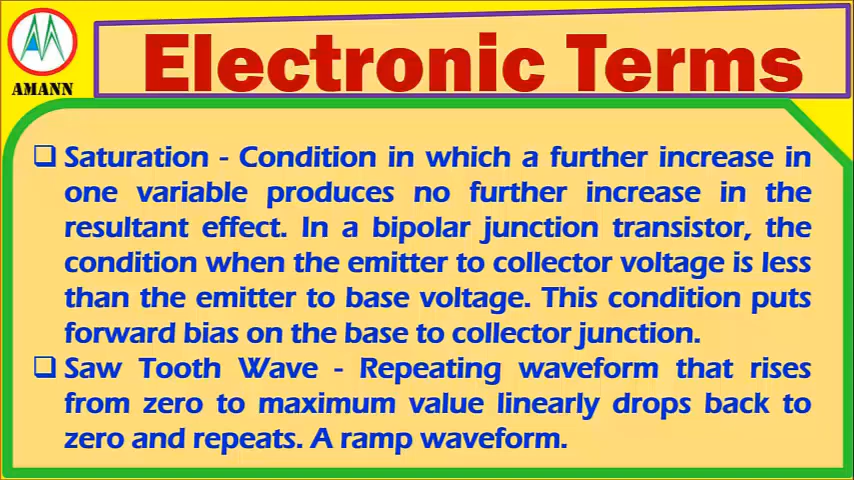 AMANN
Electronic Terms
❑ Saturation - Condition in which a further increase in
one variable produces no further increase in the
resultant effect. In a bipolar junction transistor, the
condition when the emitter to collector voltage is less
than the emitter to base voltage. This condition puts
forward bias on the base to collector junction.
❑ Saw Tooth Wave - Repeating waveform that rises
from zero to maximum value linearly drops back to
zero and repeats. A ramp waveform.